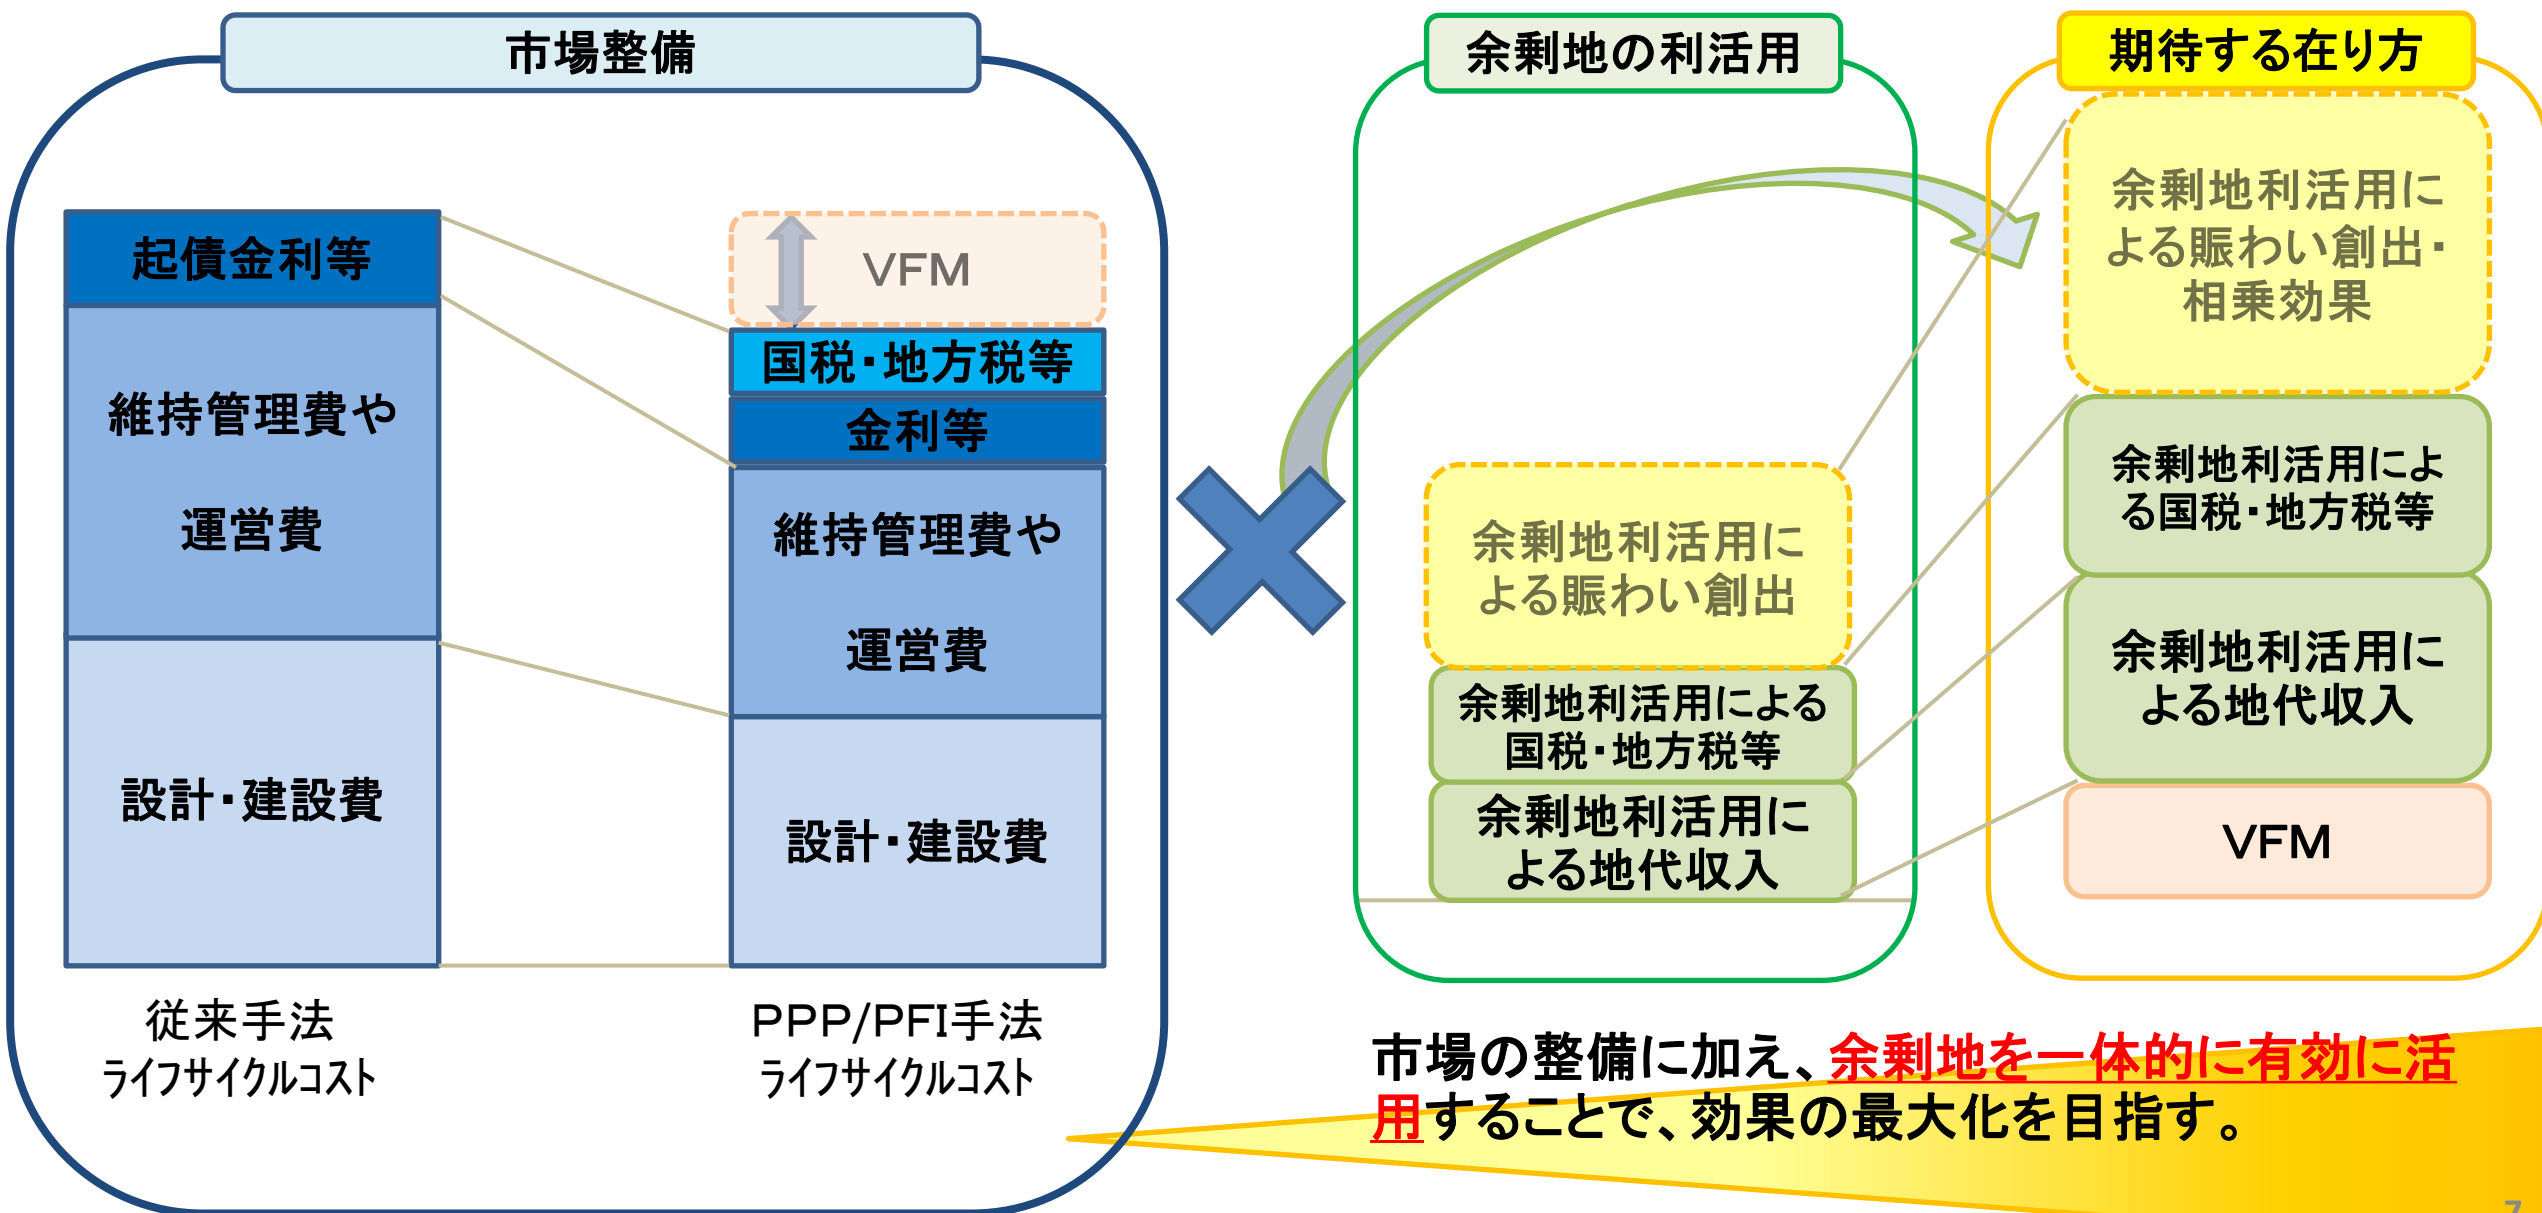 市場整備
起債金利等
維持管理費や
運営費
設計・建設費
従来手法
ライフサイクルコスト
VFM
国税・地方税等
金利等
維持管理費や
運営費
設計・建設費
PPP/PFI手法
ライフサイクルコスト
余剰地の利活用
余剰地利活用に
よる賑わい創出
余剰地利活用による
国税・地方税等
余剰地利活用に
よる地代収入
期待する在り方
余剰地利活用に
よる賑わい創出・
相乗効果
余剰地利活用によ
る国税・地方税等
余剰地利活用に
よる地代収入
VFM
市場の整備に加え、余剰地を一体的に有効に活
用することで、効果の最大化を目指す。
7